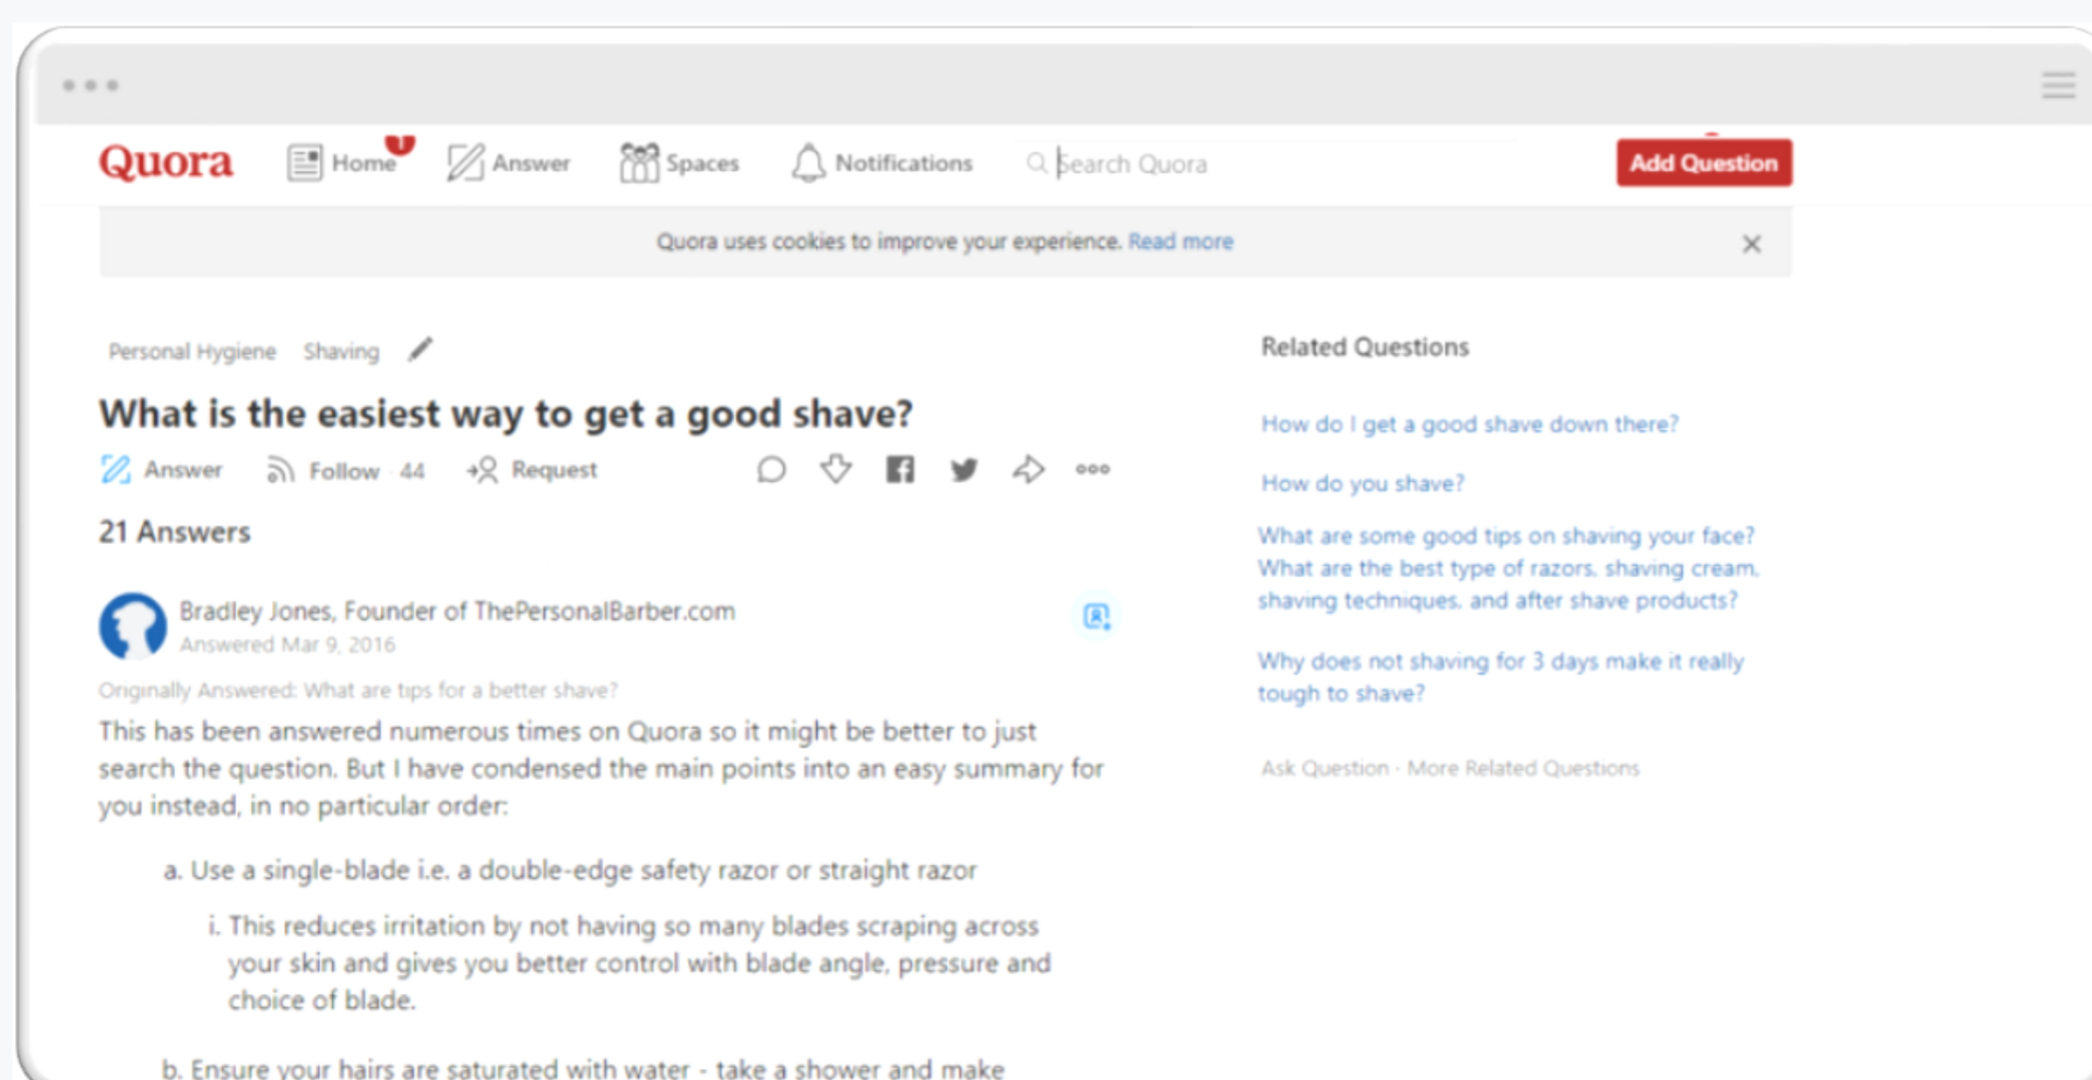 Quora
Home
1
Answer
Spaces
Notifications
Search Quora
Add Question
Quora uses cookies to improve your experience. Read more
Personal Hygiene Shaving
What is the easiest way to get a good shave?
Answer Follow · 44 Request
21 Answers
Bradley Jones, Founder of ThePersonalBarber.com
Answered Mar 9, 2016
Originally Answered: What are tips for a better shave?
This has been answered numerous times on Quora so it might be better to just
search the question. But I have condensed the main points into an easy summary for
you instead, in no particular order:
a. Use a single-blade i.e. a double-edge safety razor or straight razor
i. This reduces irritation by not having so many blades scraping across
your skin and gives you better control with blade angle, pressure and
choice of blade.
b. Ensure your hairs are saturated with water - take a shower and make
Related Questions
How do I get a good shave down there?
How do you shave?
What are some good tips on shaving your face?
What are the best type of razors, shaving cream,
shaving techniques, and after shave products?
Why does not shaving for 3 days make it really
tough to shave?
Ask Question · More Related Questions